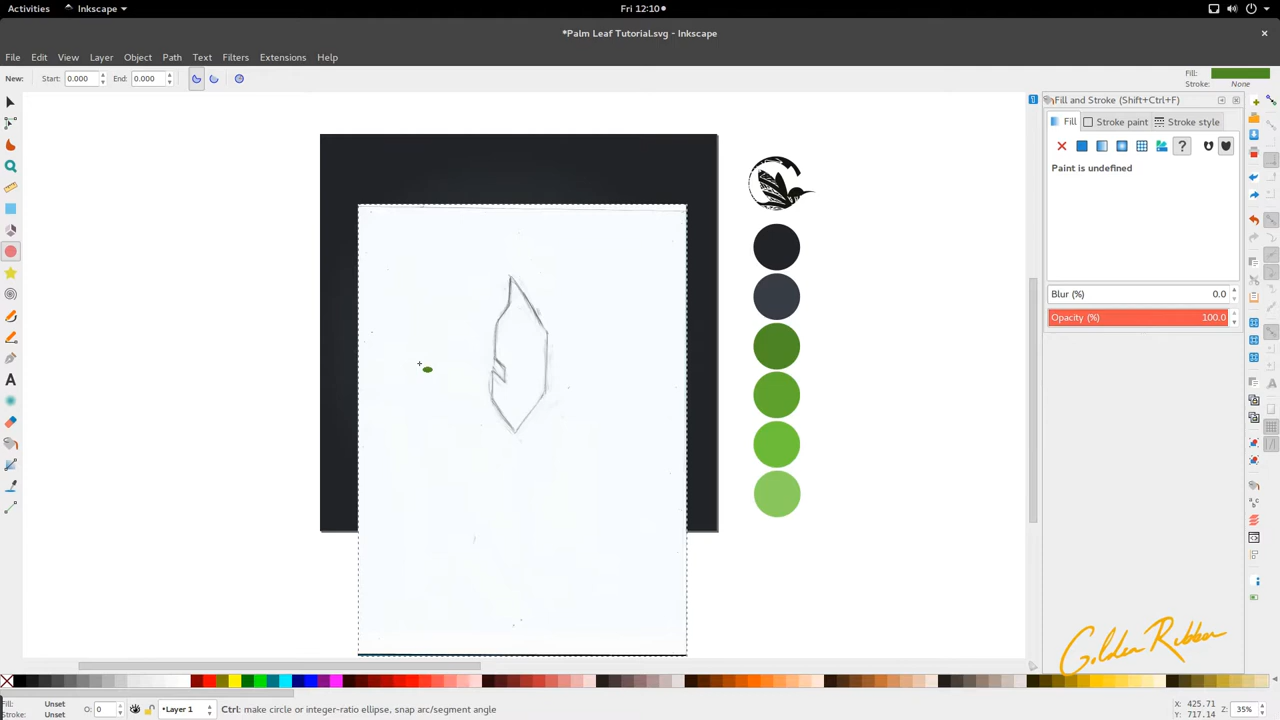 Activities
Inkscape
Fri 12:10
*Palm Leaf Tutorial.svg - Inkscape
File Edit View Layer Object Path Text Filters Extensions Help
New: Start: 0.000 End: 0.000
Fill:
Stroke: None
Fill and Stroke (Shift+Ctrl+F)
Fill Stroke paint Stroke style
Paint is undefined
Blur (%) 0.0
Opacity (%) 100.0
Golden Ribbon
Fill: Unset
Stroke: Unset
O: 0
•Layer 1
Ctrl: make circle or integer-ratio ellipse, snap arc/segment angle
X: 425.71
Y: 717.14
Z: 35%